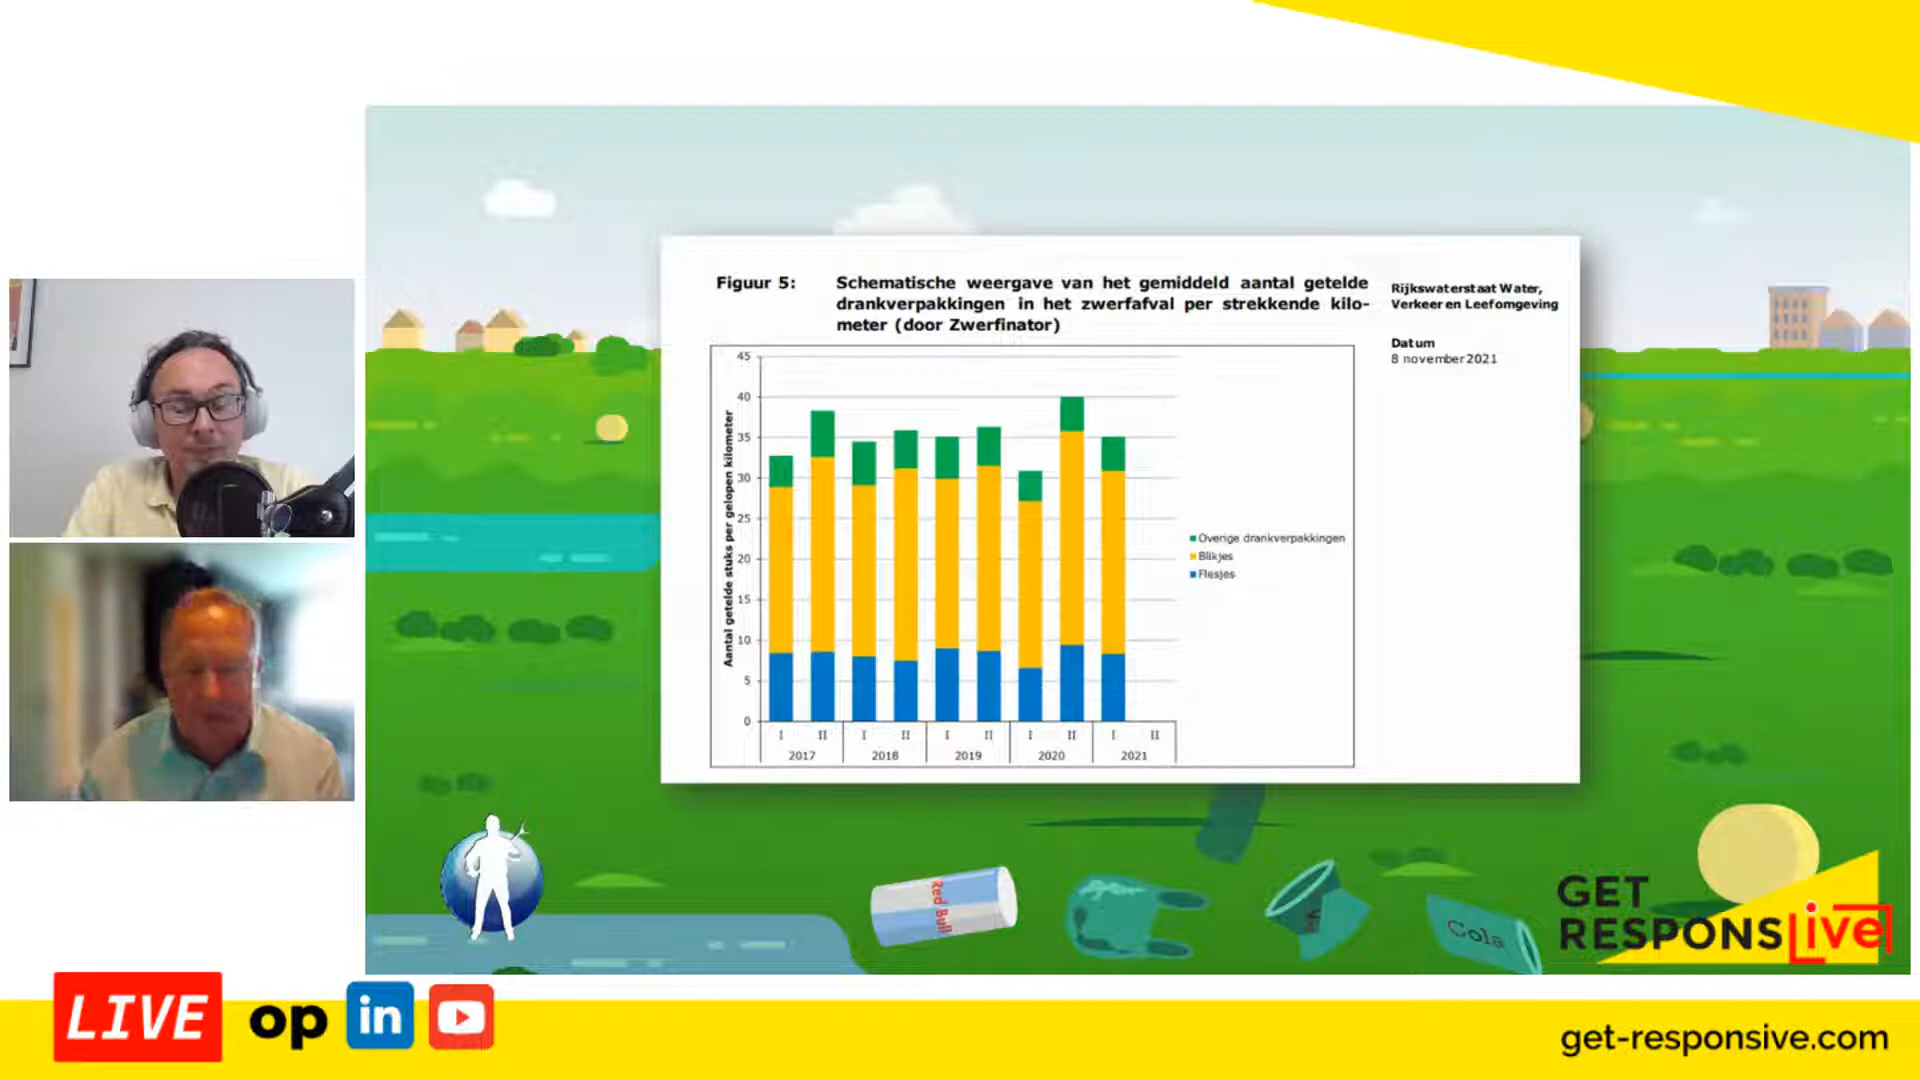 Figuur 5:
Schematische weergave van het gemiddeld aantal getelde
drankverpakkingen in het zwerfafval per strekkende kilo-
meter (door Zwerfinator)
Rijkswaterstaat Water,
Verkeer en Leefomgeving
Datum
8 november 2021
Aantal getelde stuks per gelopen kilometer
45
40
35
30
25
20
15
10
5
0
I II I II I II I II I II
2017 2018 2019 2020 2021
Overige drankverpakkingen
Blikjes
Flesjes
Red Bull
Cola
GET
RESPONSLive
LIVE op in
get-responsive.com